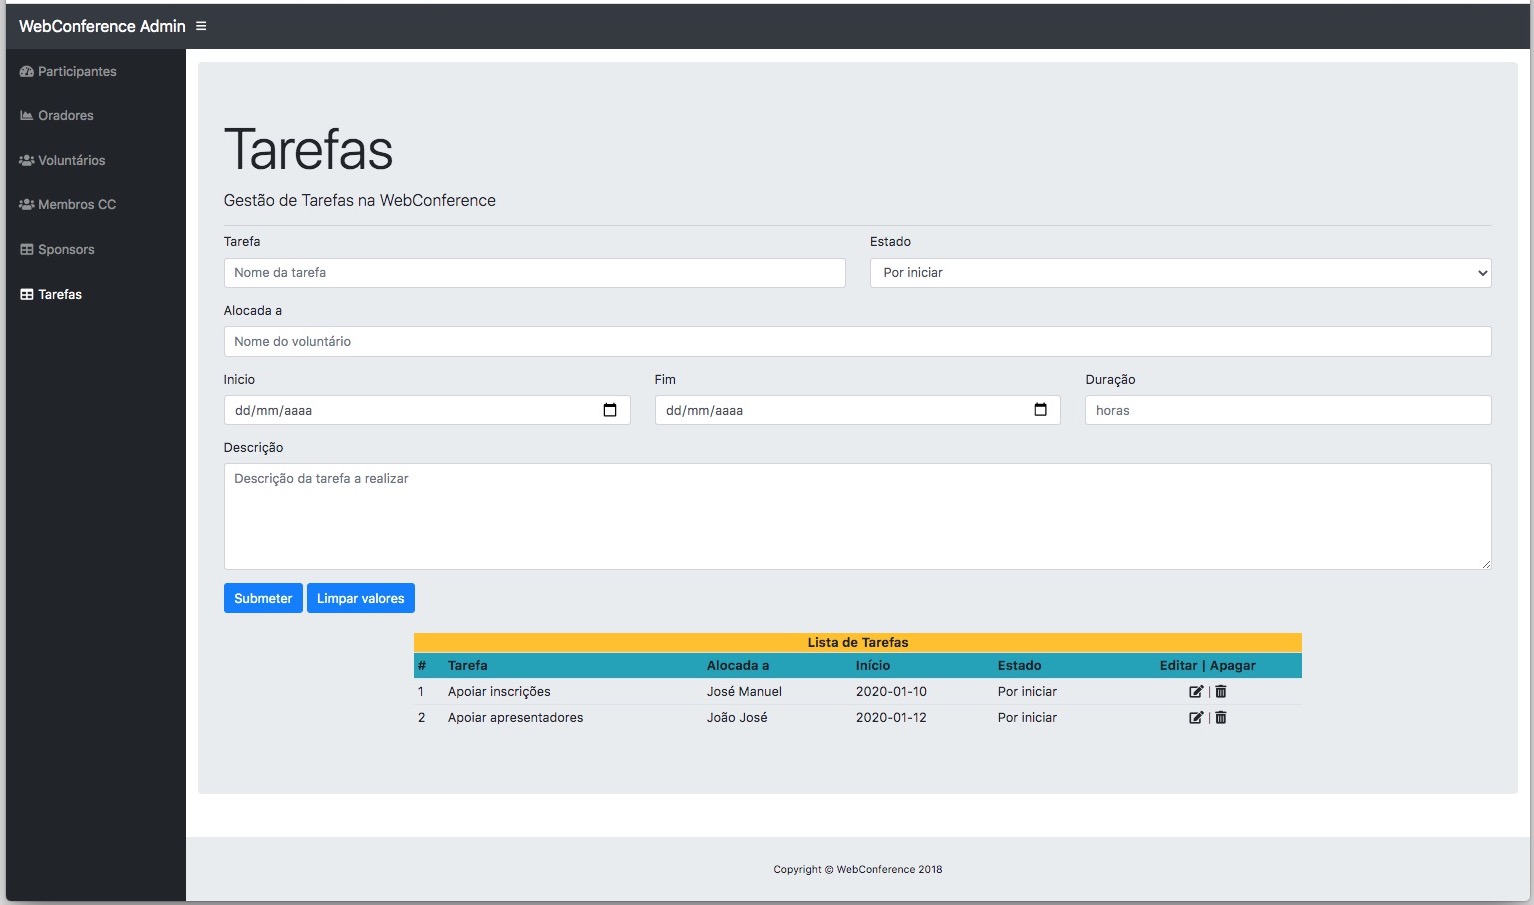 WebConference Admin
Participantes
Oradores
Voluntários
Membros CC
Sponsors
Tarefas
Tarefas
Gestão de Tarefas na WebConference
Tarefa Estado
Nome da tarefa Por iniciar
Alocada a
Nome do voluntário
Inicio Fim Duração
dd/mm/aaaa dd/mm/aaaa horas
Descrição
Descrição da tarefa a realizar
Submeter Limpar valores
Lista de Tarefas
# Tarefa Alocada a Início Estado Editar | Apagar
1 Apoiar inscrições José Manuel 2020-01-10 Por iniciar |
2 Apoiar apresentadores João José 2020-01-12 Por iniciar |
Copyright © WebConference 2018